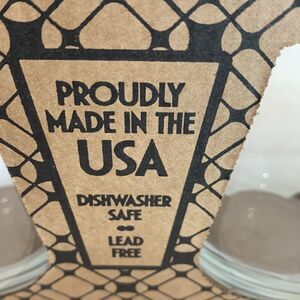 PROUDLY
MADE IN THE
USA
DISHWASHER
SAFE
LEAD
FREE